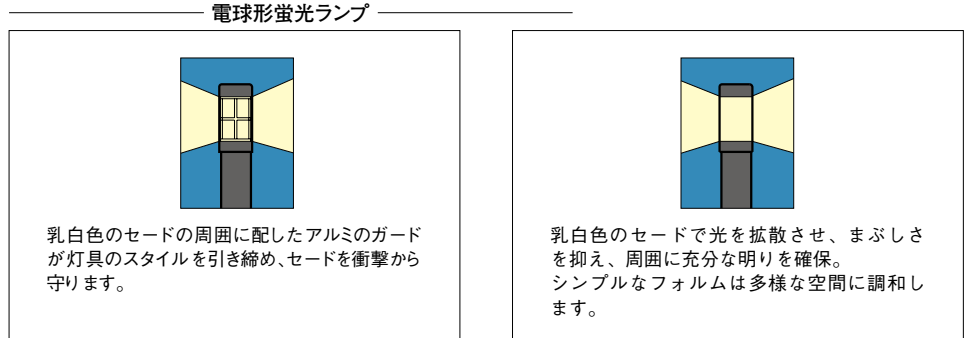 電球形蛍光ランプ
乳白色のセードの周囲に配したアルミのガード
が灯具のスタイルを引き締め、セードを衝撃から
守ります。
乳白色のセードで光を拡散させ、まぶしさ
を抑え、周囲に充分な明りを確保。
シンプルなフォルムは多様な空間に調和し
ます。